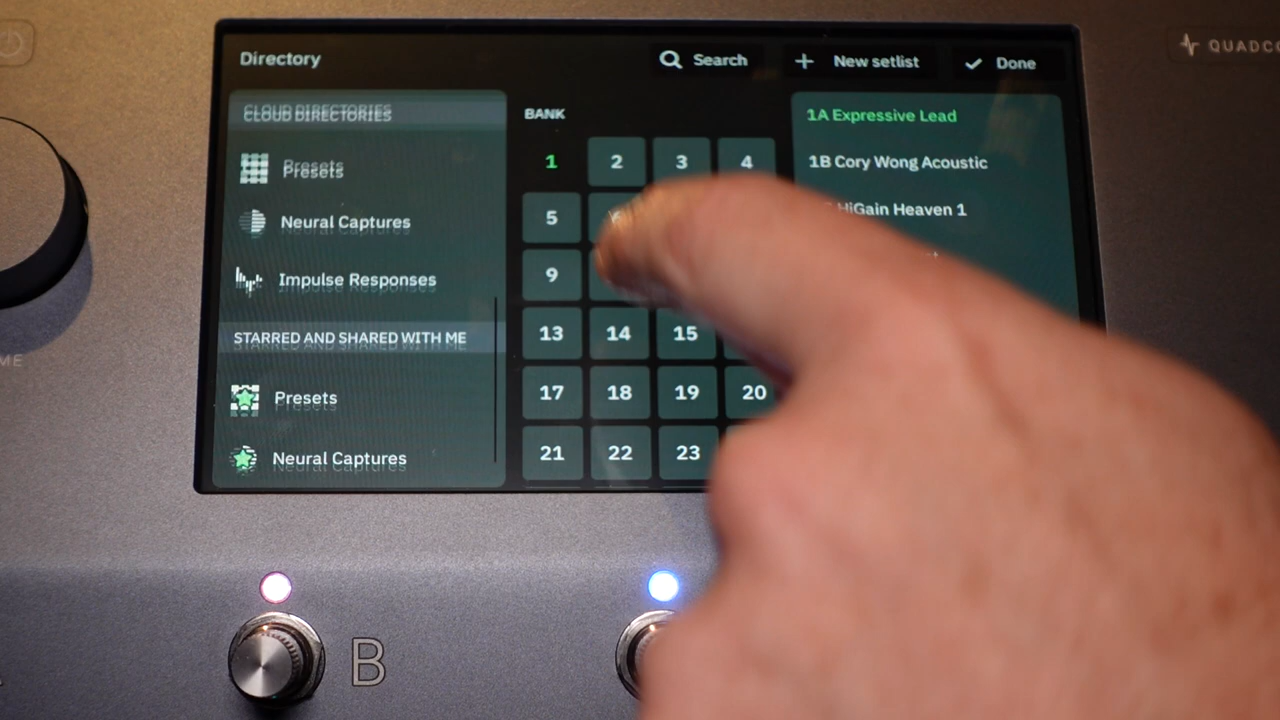 QUADCO
Directory
Search
New setlist
Done
CLOUD DIRECTORIES
Presets
Neural Captures
Impulse Responses
STARRED AND SHARED WITH ME
Presets
Neural Captures
BANK
1 2 3 4
5
9
13 14 15
17 18 19 20
21 22 23
1A Expressive Lead
1B Cory Wong Acoustic
HiGain Heaven 1
ME
B